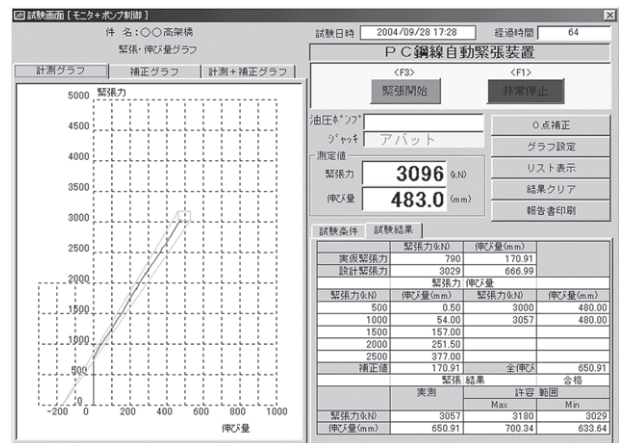 試験画面 [ モニタ+ポンプ制御 ]
件 名:○○高架橋
緊張・伸び量グラフ
計測グラフ 補正グラフ 計測+補正グラフ
緊張力
5000
4500
4000
3500
3000
2500
2000
1500
1000
500
0
-200 0 200 400 600 800 1000
伸び量
試験日時 2004/09/28 17:28 経過時間 64
PC鋼線自動緊張装置
<F3> <F1>
緊張開始 非常停止
油圧ポンプ
ジャッキ アバット
測定値
緊張力 3096 (kN)
伸び量 483.0 (mm)
0点補正
グラフ設定
リスト表示
結果クリア
報告書印刷
試験条件 試験結果
緊張力(kN) 伸び量(mm)
実仮緊張力 790 170.91
設計緊張力 3029 666.99
緊張力 伸び量
緊張力(kN) 伸び量(mm) 緊張力(kN) 伸び量(mm)
500 0.50 3000 480.00
1000 54.00 3057 480.00
1500 157.00
2000 251.50
2500 377.00
補正値 170.91 全伸び 650.91
緊張 結果 合格
実測 許容 範囲
Max Min
緊張力(kN) 3057 3180 3029
伸び量(mm) 650.91 700.34 633.64